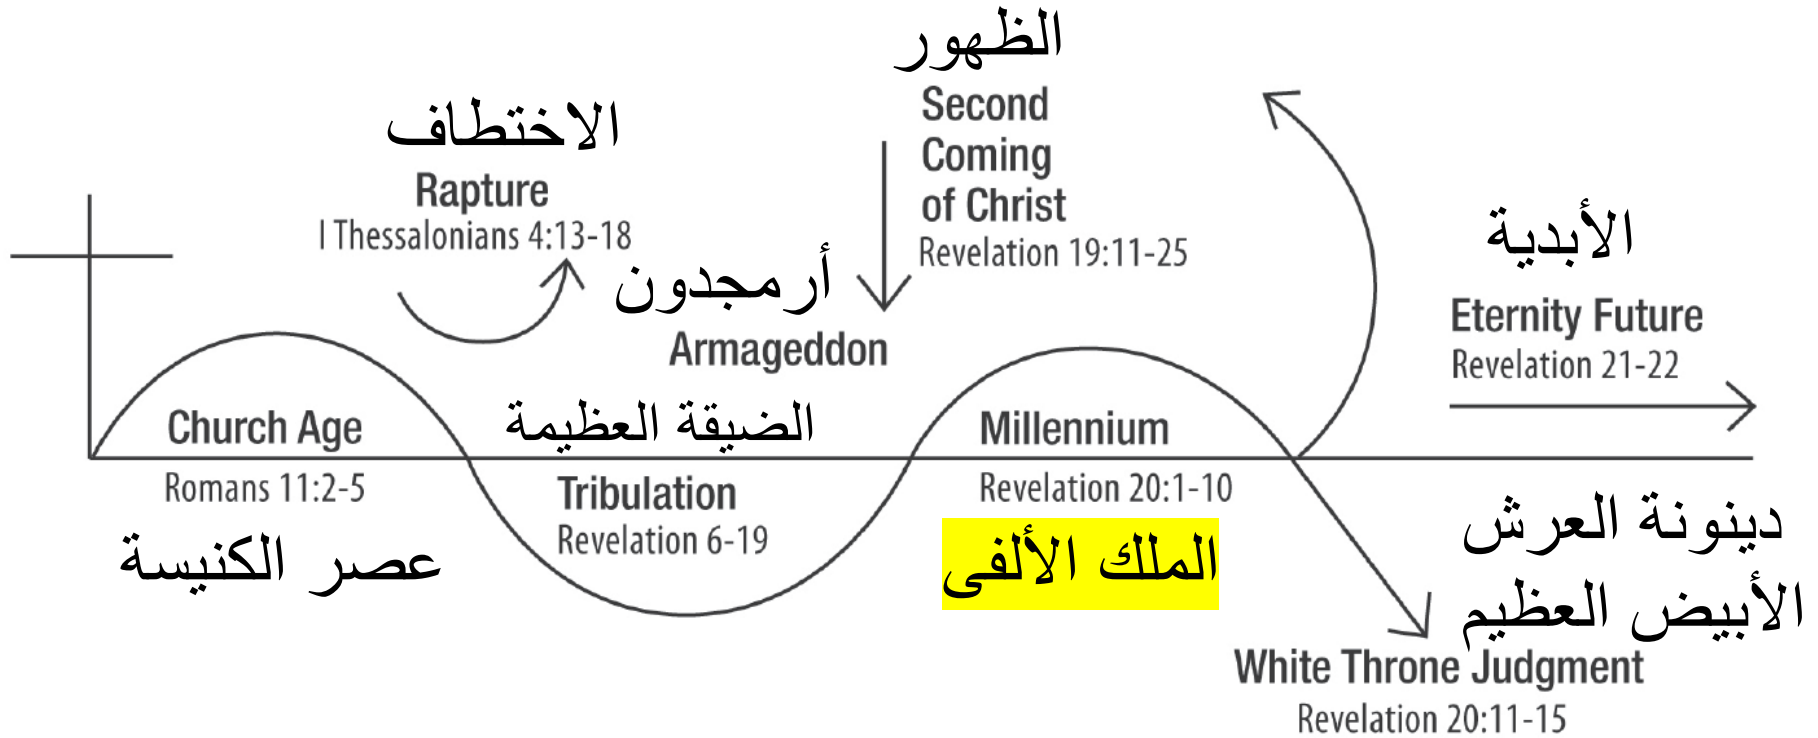 الظهور
Second
Coming
of Christ
Revelation 19:11-25
الاختطاف
Rapture
I Thessalonians 4:13-18
أرمجدون
Armageddon
الأبدية
Eternity Future
Revelation 21-22
Church Age
Romans 11:2-5
عصر الكنيسة
الضيقة العظيمة
Tribulation
Revelation 6-19
Millennium
Revelation 20:1-10
الملك الألفى
دينونة العرش
الأبيض العظيم
White Throne Judgment
Revelation 20:11-15